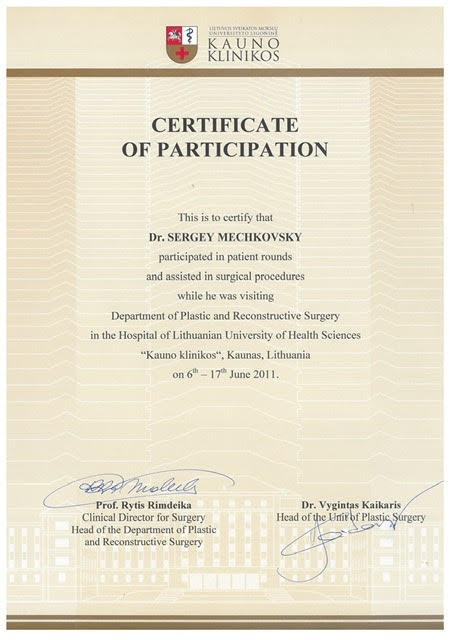 LIETUVOS SVEIKATOS MOKSLŲ
UNIVERSITETO LIGONINĖ
KAUNO
KLINIKOS
CERTIFICATE
OF PARTICIPATION
This is to certify that
Dr. SERGEY MECHKOVSKY
participated in patient rounds
and assisted in surgical procedures
while he was visiting
Department of Plastic and Reconstructive Surgery
in the Hospital of Lithuanian University of Health Sciences
“Kauno klinikos“, Kaunas, Lithuania
on 6th – 17th June 2011.
Prof. Rytis Rimdeika
Clinical Director for Surgery
Head of the Department of Plastic
and Reconstructive Surgery
Dr. Vygintas Kaikaris
Head of the Unit of Plastic Surgery